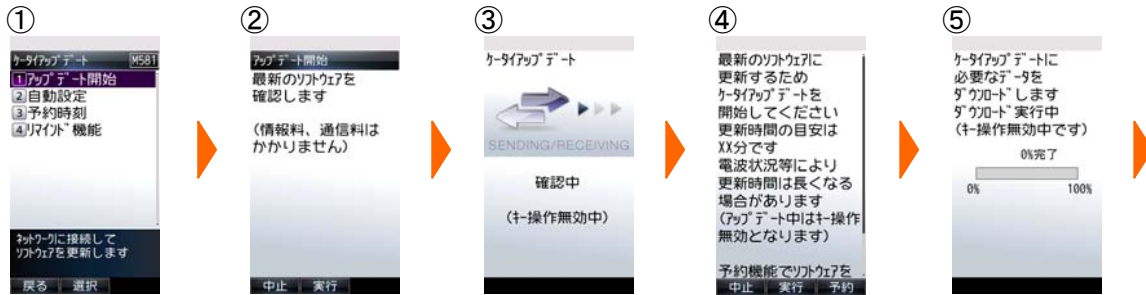 ①
ｹｰﾀｲｱｯﾌﾟﾃﾞｰﾄ M581
1ｱｯﾌﾟﾃﾞｰﾄ開始
2自動設定
3予約時刻
4ﾘﾏｲﾝﾄﾞ機能
ﾈｯﾄﾜｰｸに接続して
ｿﾌﾄｳｪｱを更新します
戻る 選択
②
ｱｯﾌﾟﾃﾞｰﾄ開始
最新のｿﾌﾄｳｪｱを
確認します
(情報料、通信料は
かかりません)
中止 実行
③
ｹｰﾀｲｱｯﾌﾟﾃﾞｰﾄ
SENDING/RECEIVING
確認中
(ｷｰ操作無効中)
④
最新のｿﾌﾄｳｪｱに
更新するため
ｹｰﾀｲｱｯﾌﾟﾃﾞｰﾄを
開始してください
更新時間の目安は
XX分です
電波状況等により
更新時間は長くなる
場合があります
(ｱｯﾌﾟﾃﾞｰﾄ中はｷｰ操作
無効となります)
予約機能でｿﾌﾄｳｪｱを
中止 実行 予約
⑤
ｹｰﾀｲｱｯﾌﾟﾃﾞｰﾄに
必要なﾃﾞｰﾀを
ﾀﾞｳﾝﾛｰﾄﾞします
ﾀﾞｳﾝﾛｰﾄﾞ実行中
(ｷｰ操作無効中です)
0%完了
0% 100%